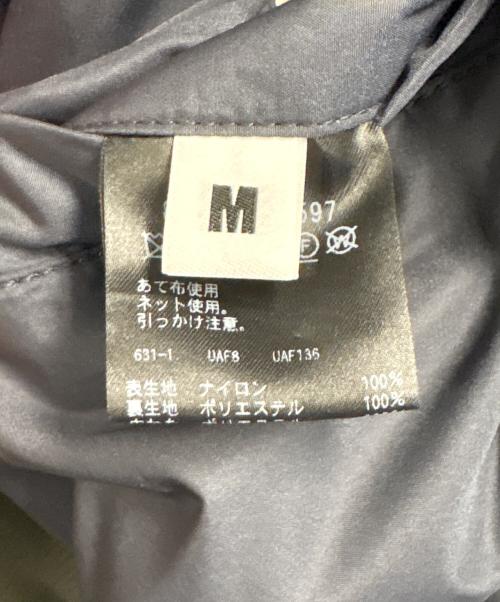 M
597
F
W
あて布使用
ネット使用。
引っかけ注意。
631-1 UAF8 UAF136
表生地 ナイロン 100%
裏生地 ポリエステル 100%